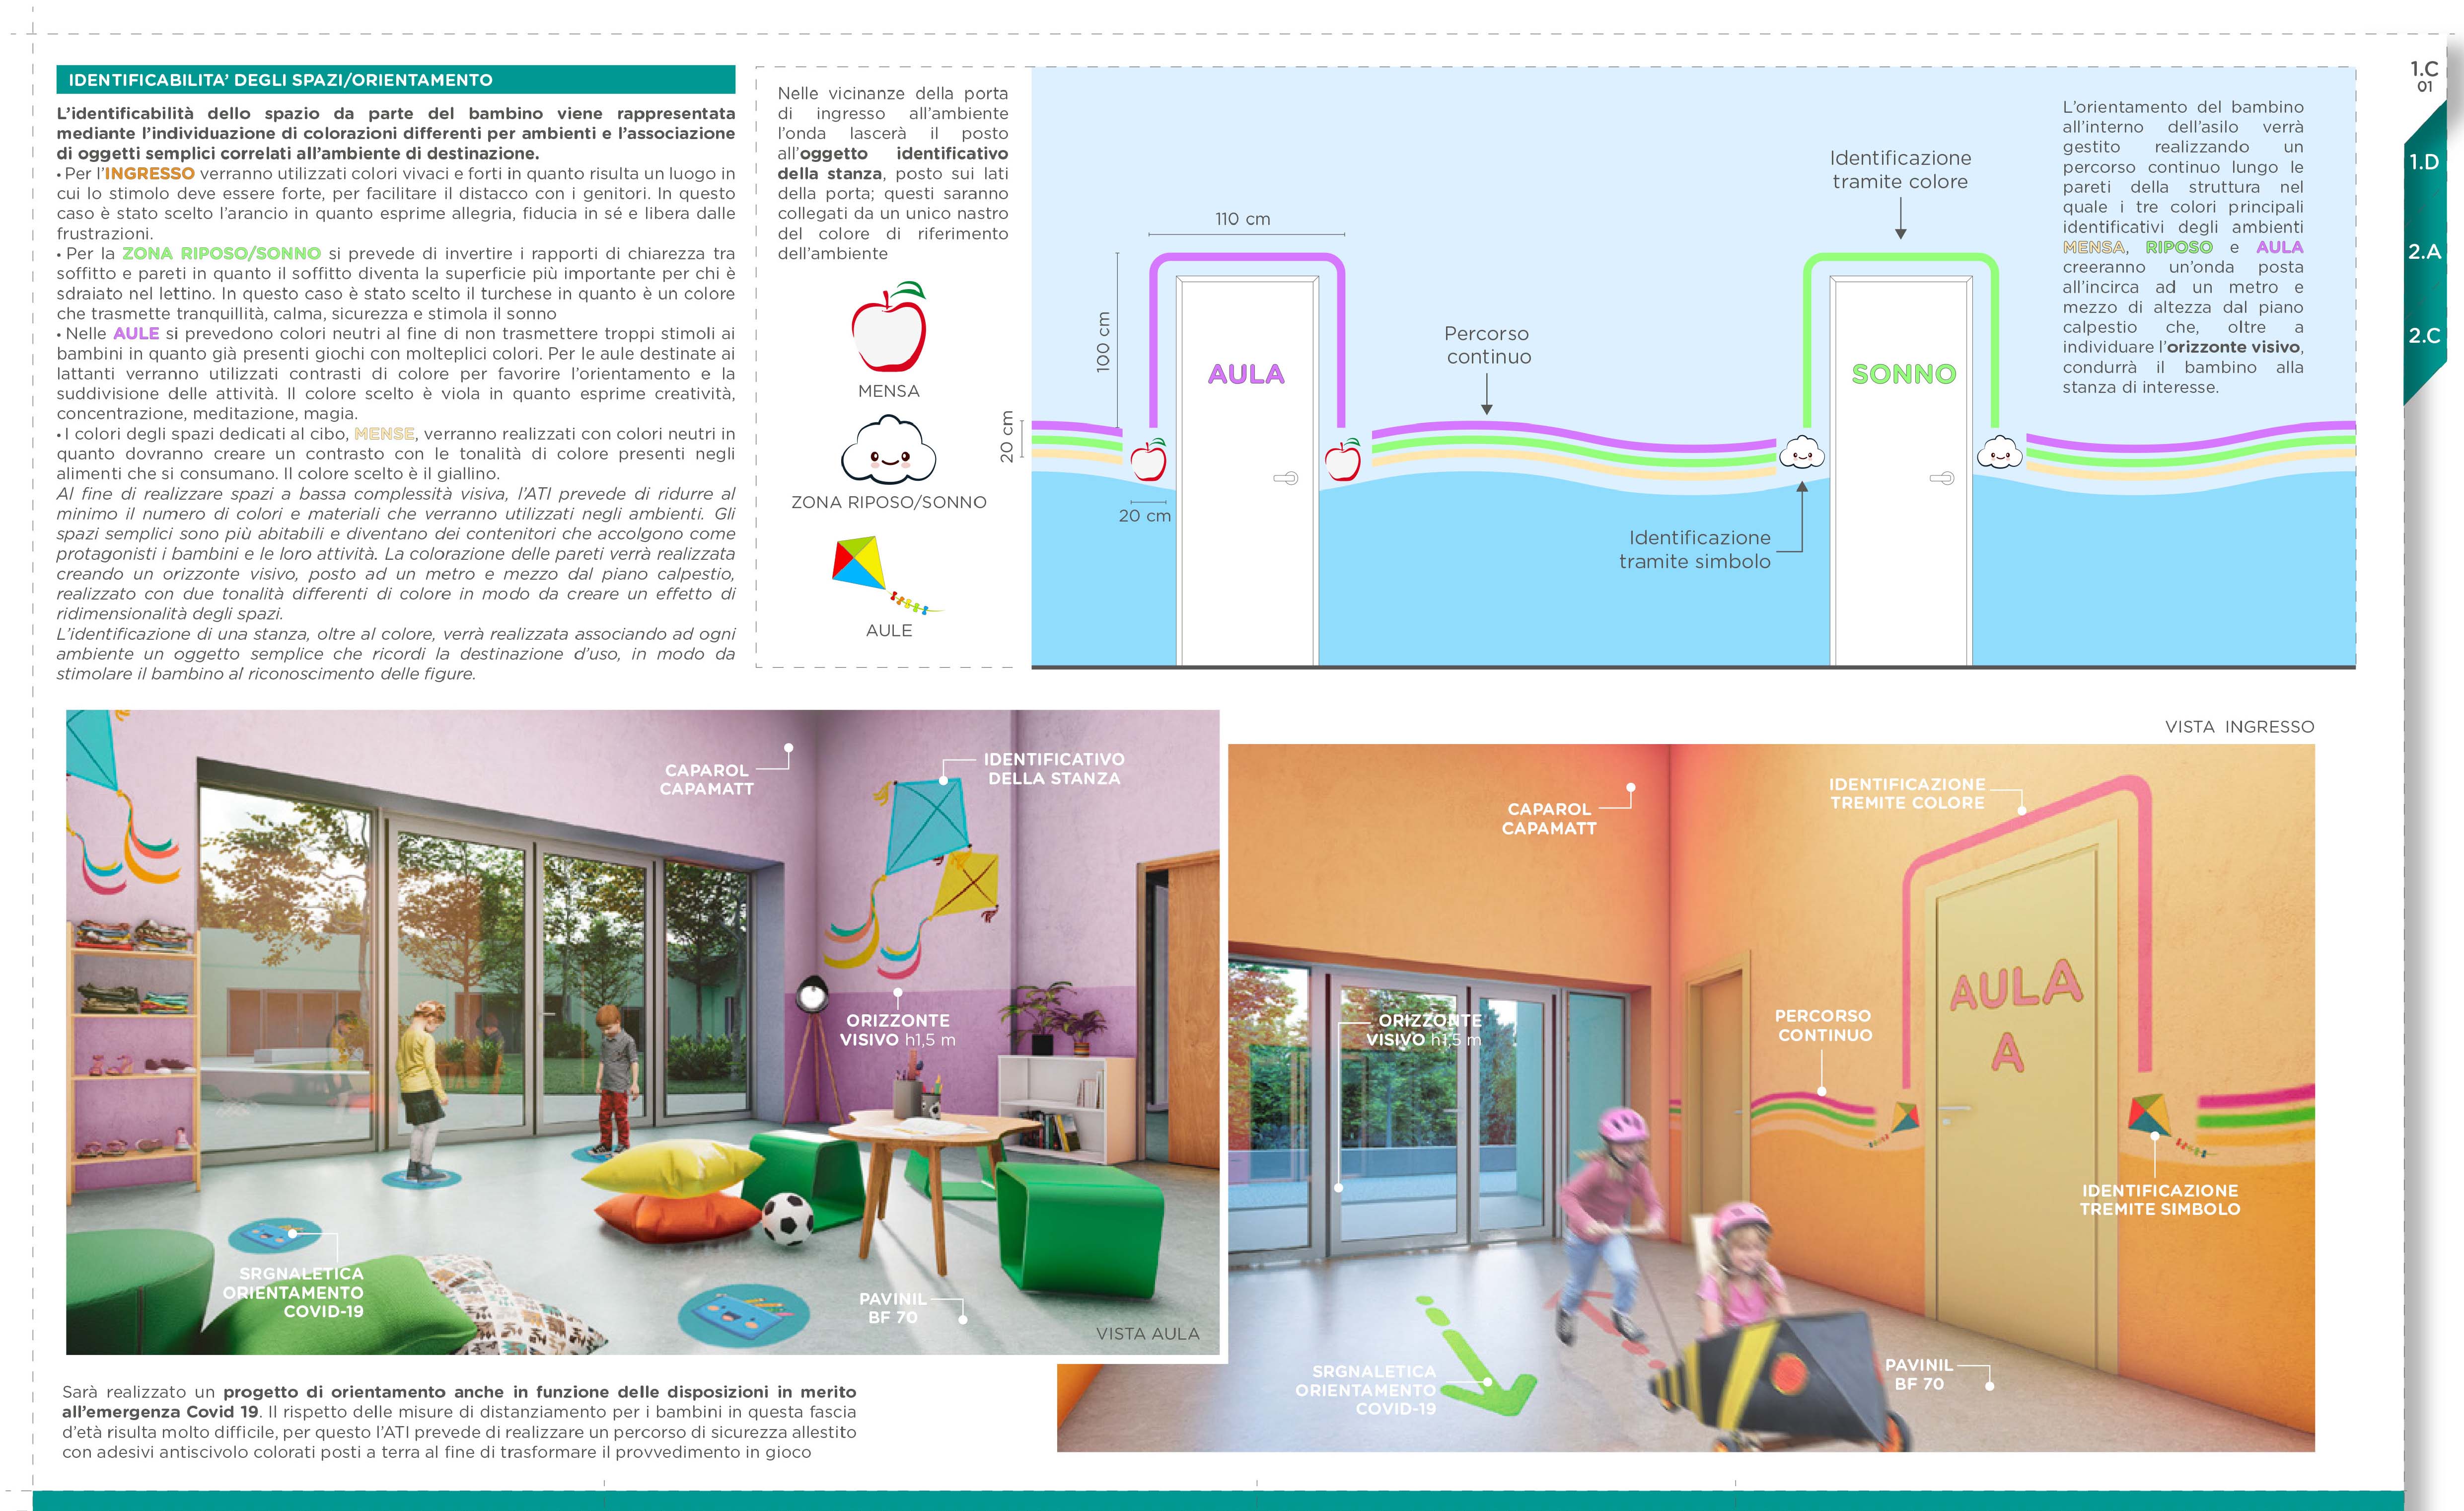 IDENTIFICABILITA' DEGLI SPAZI/ORIENTAMENTO
L'identificabilità dello spazio da parte del bambino viene rappresentata
mediante l'individuazione di colorazioni differenti per ambienti e l'associazione
di oggetti semplici correlati all'ambiente di destinazione.
• Per l'INGRESSO verranno utilizzati colori vivaci e forti in quanto risulta un luogo in
cui lo stimolo deve essere forte, per facilitare il distacco con i genitori. In questo
caso è stato scelto l'arancio in quanto esprime allegria, fiducia in sé e libera dalle
frustrazioni.
• Per la ZONA RIPOSO/SONNO si prevede di invertire i rapporti di chiarezza tra
soffitto e pareti in quanto il soffitto diventa la superficie più importante per chi è
sdraiato nel lettino. In questo caso è stato scelto il turchese in quanto è un colore
che trasmette tranquillità, calma, sicurezza e stimola il sonno
• Nelle AULE si prevedono colori neutri al fine di non trasmettere troppi stimoli ai
bambini in quanto già presenti giochi con molteplici colori. Per le aule destinate ai
lattanti verranno utilizzati contrasti di colore per favorire l'orientamento e la
suddivisione delle attività. Il colore scelto è viola in quanto esprime creatività,
concentrazione, meditazione, magia.
• I colori degli spazi dedicati al cibo, MENSE, verranno realizzati con colori neutri in
quanto dovranno creare un contrasto con le tonalità di colore presenti negli
alimenti che si consumano. Il colore scelto è il giallino.
Al fine di realizzare spazi a bassa complessità visiva, l'ATI prevede di ridurre al
minimo il numero di colori e materiali che verranno utilizzati negli ambienti. Gli
spazi semplici sono più abitabili e diventano dei contenitori che accolgono come
protagonisti i bambini e le loro attività. La colorazione delle pareti verrà realizzata
creando un orizzonte visivo, posto ad un metro e mezzo dal piano calpestio,
realizzato con due tonalità differenti di colore in modo da creare un effetto di
ridimensionalità degli spazi.
L'identificazione di una stanza, oltre al colore, verrà realizzata associando ad ogni
ambiente un oggetto semplice che ricordi la destinazione d'uso, in modo da
stimolare il bambino al riconoscimento delle figure.
Nelle vicinanze della porta
di ingresso all'ambiente
l'onda lascerà il posto
all'oggetto identificativo
della stanza, posto sui lati
della porta; questi saranno
collegati da un unico nastro
del colore di riferimento
dell'ambiente
MENSA
ZONA RIPOSO/SONNO
AULE
110 cm
100 cm
20 cm
20 cm
AULA
Percorso
continuo
Identificazione
tramite colore
SONNO
Identificazione
tramite simbolo
L'orientamento del bambino
all'interno dell'asilo verrà
gestito realizzando un
percorso continuo lungo le
pareti della struttura nel
quale i tre colori principali
identificativi degli ambienti
MENSA, RIPOSO e AULA
creeranno un'onda posta
all'incirca ad un metro e
mezzo di altezza dal piano
calpestio che, oltre a
individuare l'orizzonte visivo,
condurrà il bambino alla
stanza di interesse.
1.C
01
1.D
2.A
2.C
CAPAROL
CAPAMATT
IDENTIFICATIVO
DELLA STANZA
ORIZZONTE
VISIVO h1,5 m
SRGNALETICA
ORIENTAMENTO
COVID-19
PAVINIL
BF 70
VISTA AULA
VISTA INGRESSO
CAPAROL
CAPAMATT
IDENTIFICAZIONE
TREMITE COLORE
ORIZZONTE
VISIVO h1,5 m
PERCORSO
CONTINUO
AULA
A
IDENTIFICAZIONE
TREMITE SIMBOLO
SRGNALETICA
ORIENTAMENTO
COVID-19
PAVINIL
BF 70
Sarà realizzato un progetto di orientamento anche in funzione delle disposizioni in merito
all'emergenza Covid 19. Il rispetto delle misure di distanziamento per i bambini in questa fascia
d'età risulta molto difficile, per questo l'ATI prevede di realizzare un percorso di sicurezza allestito
con adesivi antiscivolo colorati posti a terra al fine di trasformare il provvedimento in gioco